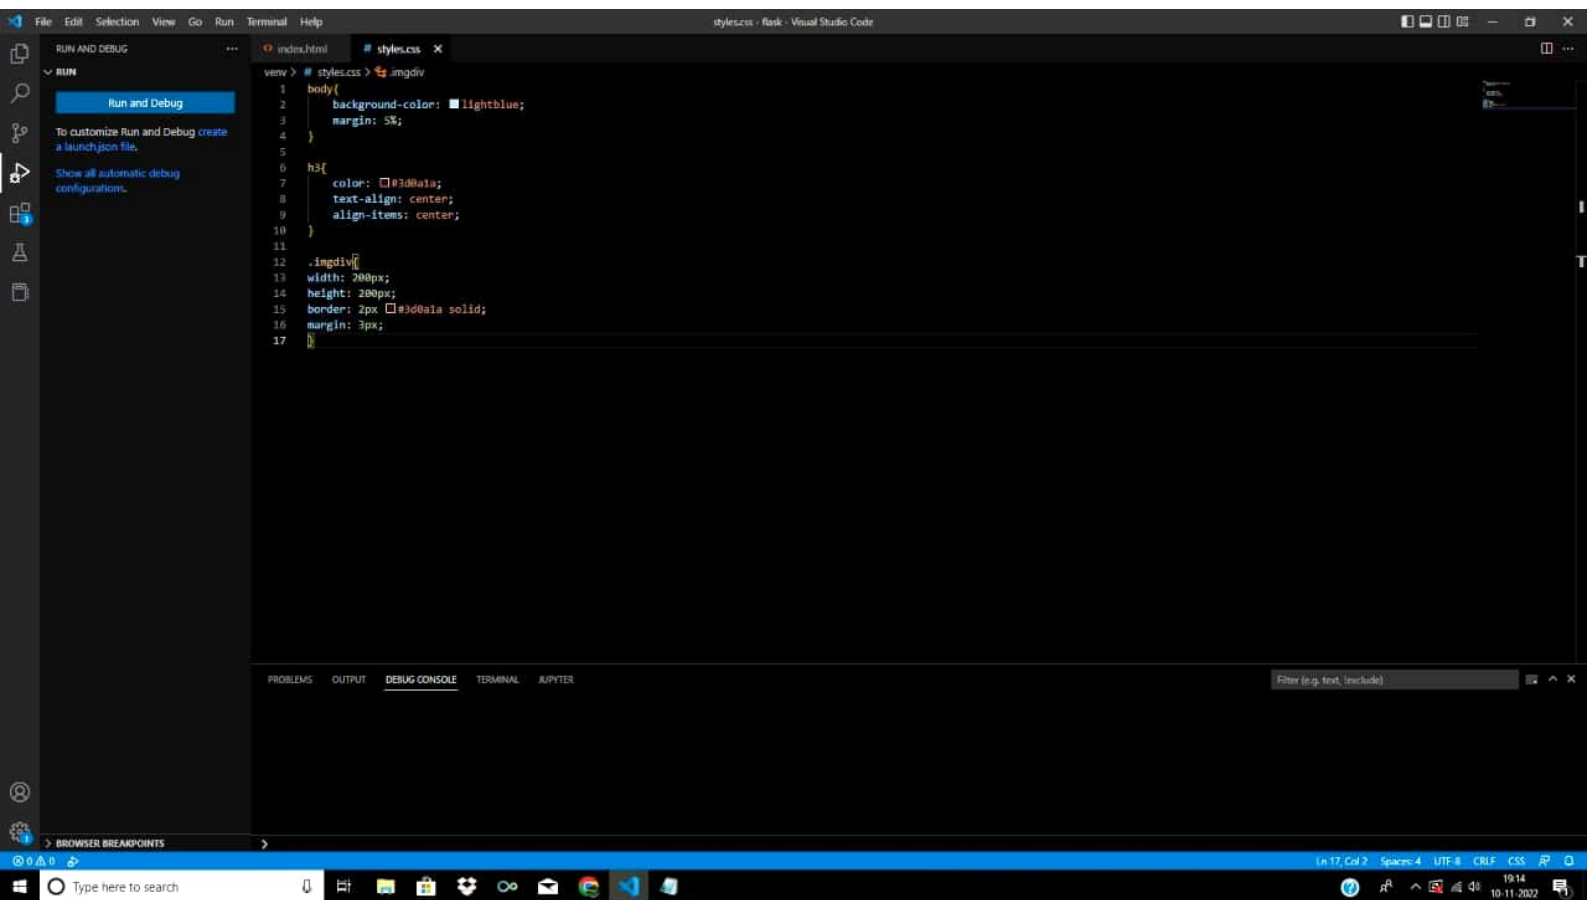 File Edit Selection View Go Run Terminal Help
styles.css - flask - Visual Studio Code
RUN AND DEBUG
RUN
Run and Debug
To customize Run and Debug create
a launch.json file.
Show all automatic debug
configurations.
index.html
# styles.css
venv > # styles.css > .imgdiv
1 body{
2 background-color: lightblue;
3 margin: 5%;
4 }
5
6 h3{
7 color: #3d0a1a;
8 text-align: center;
9 align-items: center;
10 }
11
12 .imgdiv{
13 width: 200px;
14 height: 200px;
15 border: 2px #3d0a1a solid;
16 margin: 3px;
17 }
PROBLEMS OUTPUT DEBUG CONSOLE TERMINAL JUPYTER
Filter (e.g. text, !exclude)
BROWSER BREAKPOINTS
0 0
Ln 17, Col 2 Spaces: 4 UTF-8 CRLF CSS
Type here to search
19:14
10-11-2022